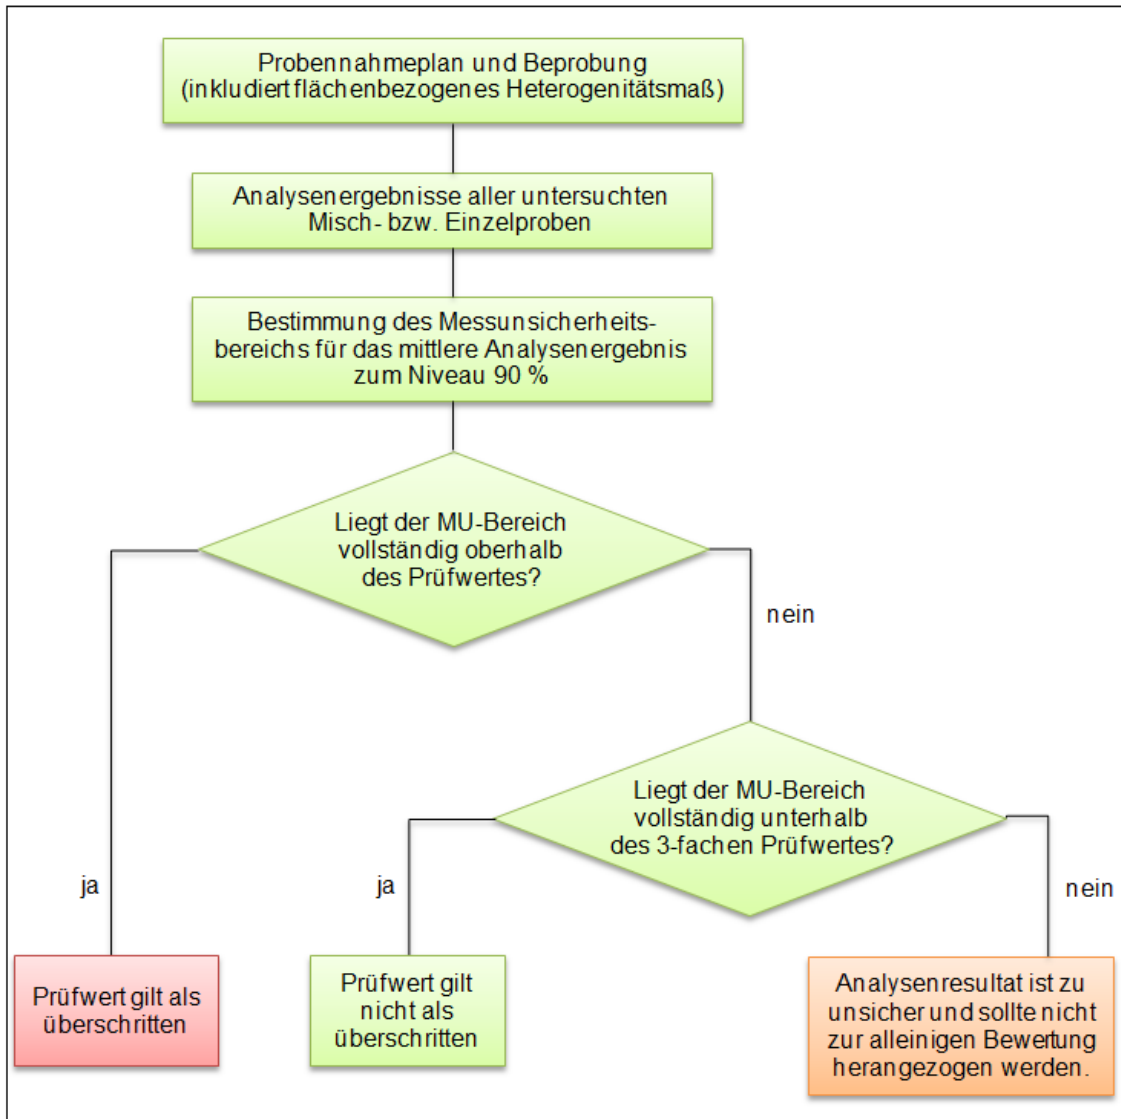 Probennahmeplan und Beprobung
(inkludiert flächenbezogenes Heterogenitätsmaß)
Analysenergebnisse aller untersuchten
Misch- bzw. Einzelproben
Bestimmung des Messunsicherheits-
bereichs für das mittlere Analysenergebnis
zum Niveau 90 %
Liegt der MU-Bereich
vollständig oberhalb
des Prüfwertes?
nein
Liegt der MU-Bereich
vollständig unterhalb
des 3-fachen Prüfwertes?
ja
ja
nein
Prüfwert gilt als
überschritten
Prüfwert gilt
nicht als
überschritten
Analysenresultat ist zu
unsicher und sollte nicht
zur alleinigen Bewertung
herangezogen werden.